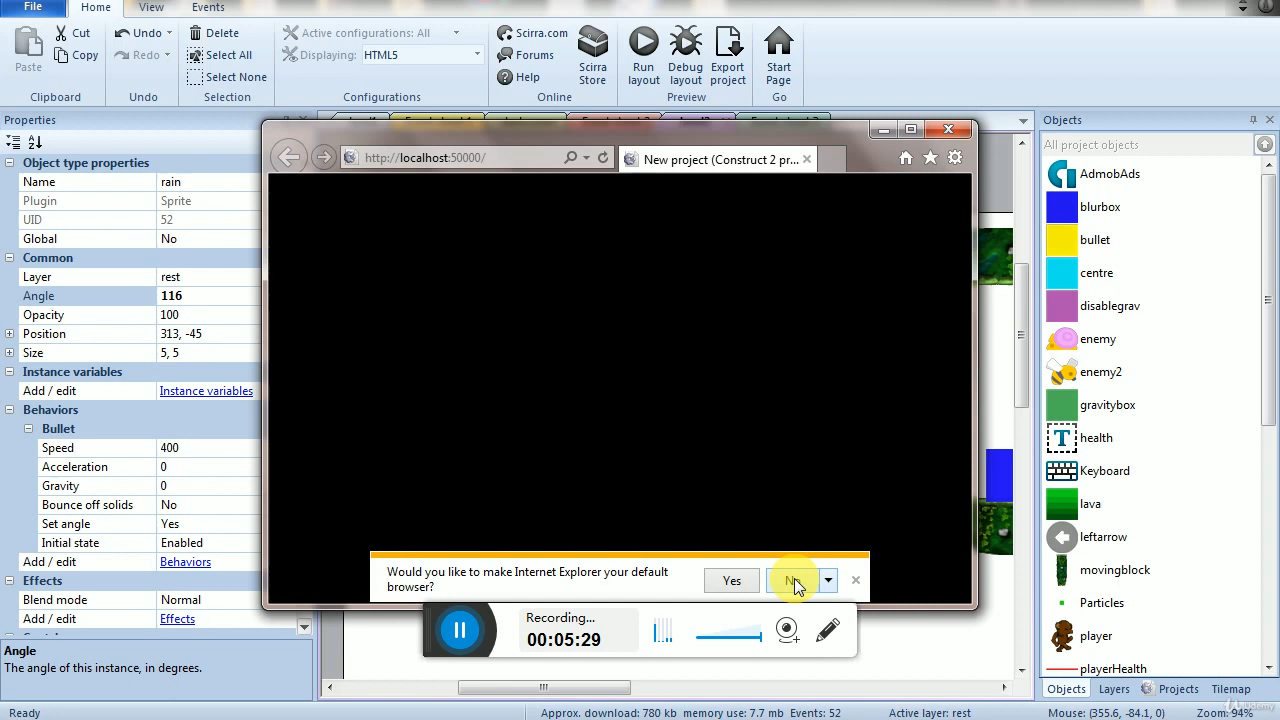 File Home View Events
Paste Cut Copy Clipboard
Undo Redo Undo
Delete Select All Select None Selection
Active configurations: All
Displaying: HTML5
Configurations
Scirra.com Forums Help Scirra Store Online
Run layout Debug layout Export project Preview
Start Page Go
Properties
Object type properties
Name rain
Plugin Sprite
UID 52
Global No
Common
Layer rest
Angle 116
Opacity 100
Position 313, -45
Size 5, 5
Instance variables
Add / edit Instance variables
Behaviors
Bullet
Speed 400
Acceleration 0
Gravity 0
Bounce off solids No
Set angle Yes
Initial state Enabled
Add / edit Behaviors
Effects
Blend mode Normal
Add / edit Effects
Angle
The angle of this instance, in degrees.
http://localhost:50000/
New project (Construct 2 pr...
Would you like to make Internet Explorer your default
browser?
Yes No
Recording...
00:05:29
Objects
All project objects
AdmobAds
blurbox
bullet
centre
disablegrav
enemy
enemy2
gravitybox
health
Keyboard
lava
leftarrow
movingblock
Particles
player
playerHealth
Objects Layers Projects Tilemap
Ready
Approx. download: 780 kb memory use: 7.7 mb Events: 52 Active layer: rest Mouse: (355.6, -84.1, 0) Zoom: 94%
Udemy